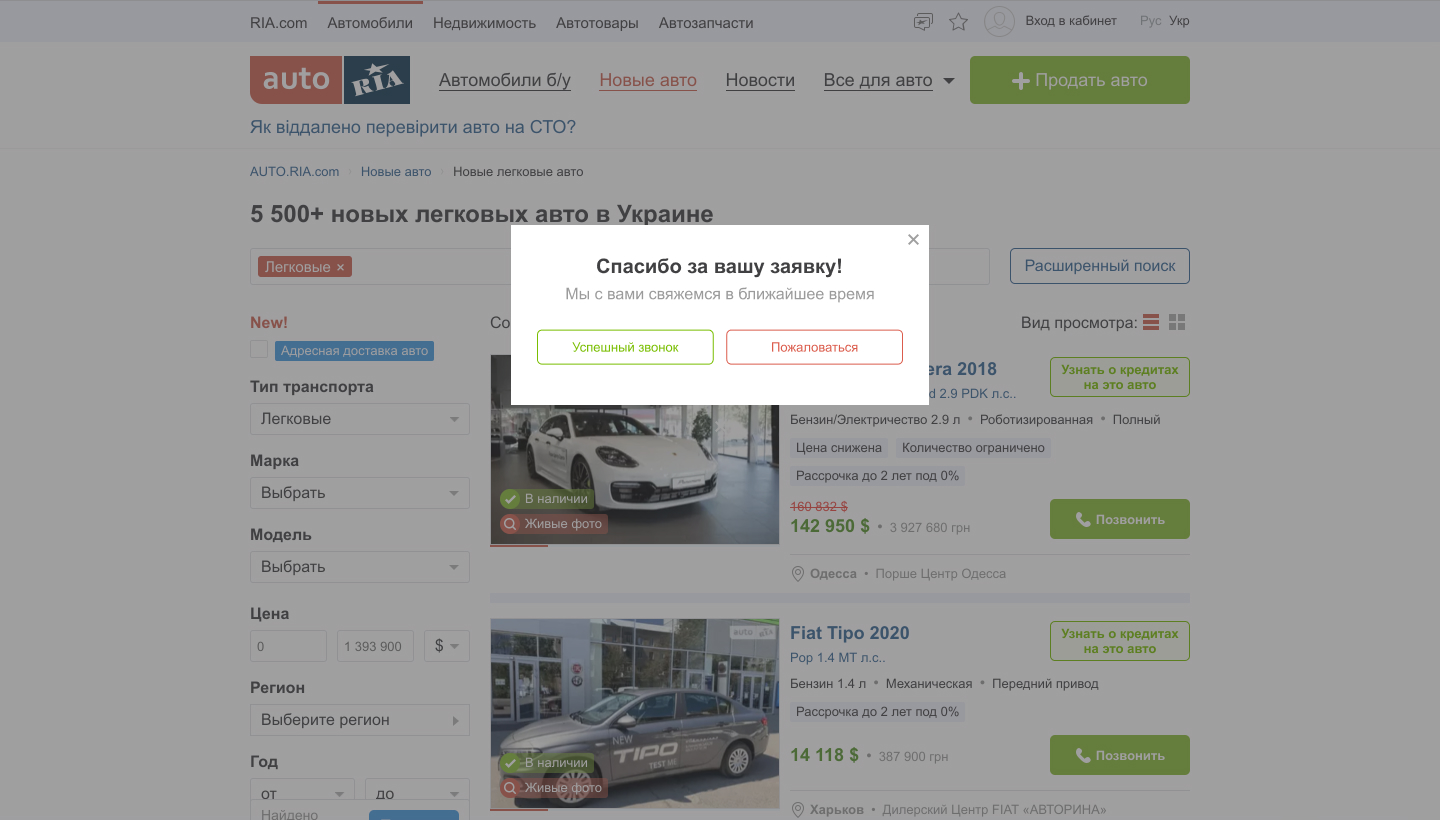 RIA.com Автомобили Недвижимость Автотовары Автозапчасти Вход в кабинет Рус Укр
auto RIA Автомобили б/у Новые авто Новости Все для авто Продать авто
Як віддалено перевірити авто на СТО?
AUTO.RIA.com Новые авто Новые легковые авто
5 500+ новых легковых авто в Украине
Легковые × Расширенный поиск
Спасибо за вашу заявку!
Мы с вами свяжемся в ближайшее время
Успешный звонок Пожаловаться
New! Вид просмотра:
Адресная доставка авто
Тип транспорта
Легковые
Марка
Выбрать
Модель
Выбрать
Цена
0 1 393 900 $
Регион
Выберите регион
Год
от до
Найдено
era 2018 Узнать о кредитах
на это авто
d 2.9 PDK л.с..
Бензин/Электричество 2.9 л • Роботизированная • Полный
Цена снижена Количество ограничено
Рассрочка до 2 лет под 0%
В наличии
Живые фото
160 832 $
142 950 $ • 3 927 680 грн Позвонить
Одесса • Порше Центр Одесса
Fiat Tipo 2020 Узнать о кредитах
на это авто
Pop 1.4 MT л.с..
Бензин 1.4 л • Механическая • Передний привод
Рассрочка до 2 лет под 0%
auto RIA
NEW
TIPO
TEST ME
В наличии
Живые фото
14 118 $ • 387 900 грн Позвонить
Харьков • Дилерский Центр FIAT «АВТОРИНА»